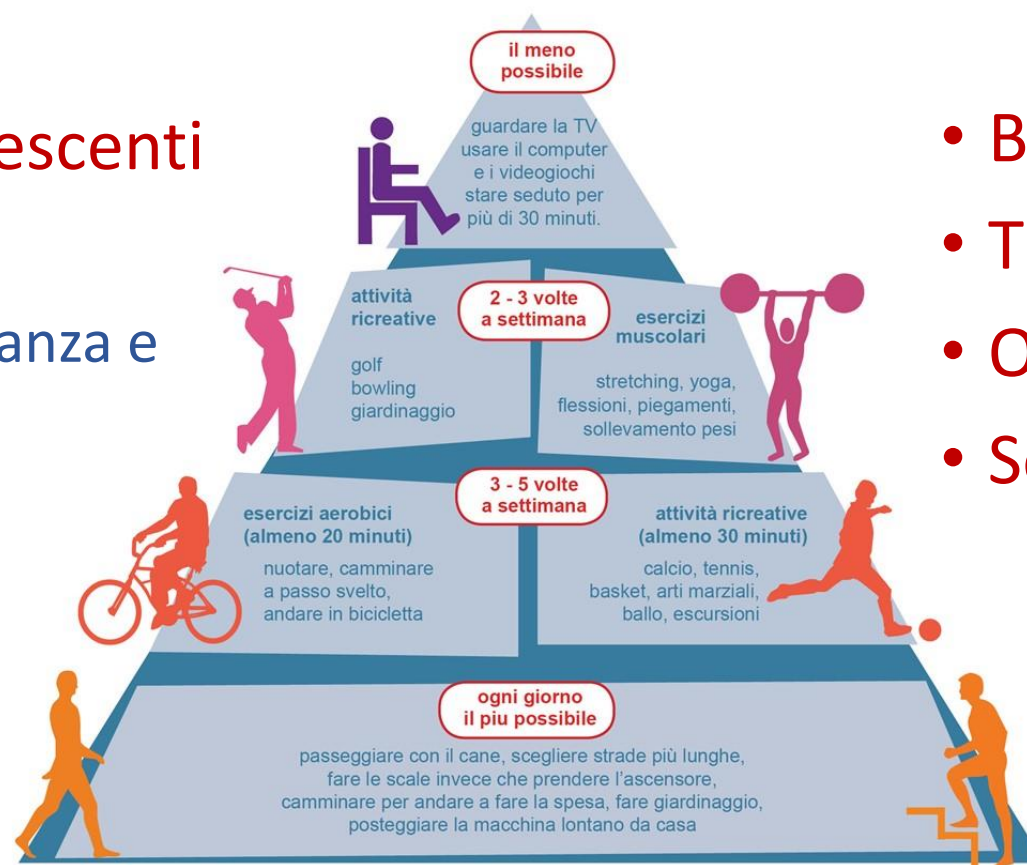 escenti
anza e
il meno
possibile
guardare la TV
usare il computer
e i videogiochi
stare seduto per
più di 30 minuti.
2 - 3 volte
a settimana
attività
ricreative
golf
bowling
giardinaggio
esercizi
muscolari
stretching, yoga,
flessioni, piegamenti,
sollevamento pesi
3 - 5 volte
a settimana
esercizi aerobici
(almeno 20 minuti)
nuotare, camminare
a passo svelto,
andare in bicicletta
attività ricreative
(almeno 30 minuti)
calcio, tennis,
basket, arti marziali,
ballo, escursioni
ogni giorno
il piu possibile
passeggiare con il cane, scegliere strade più lunghe,
fare le scale invece che prendere l'ascensore,
camminare per andare a fare la spesa, fare giardinaggio,
posteggiare la macchina lontano da casa
• B
• T
• O